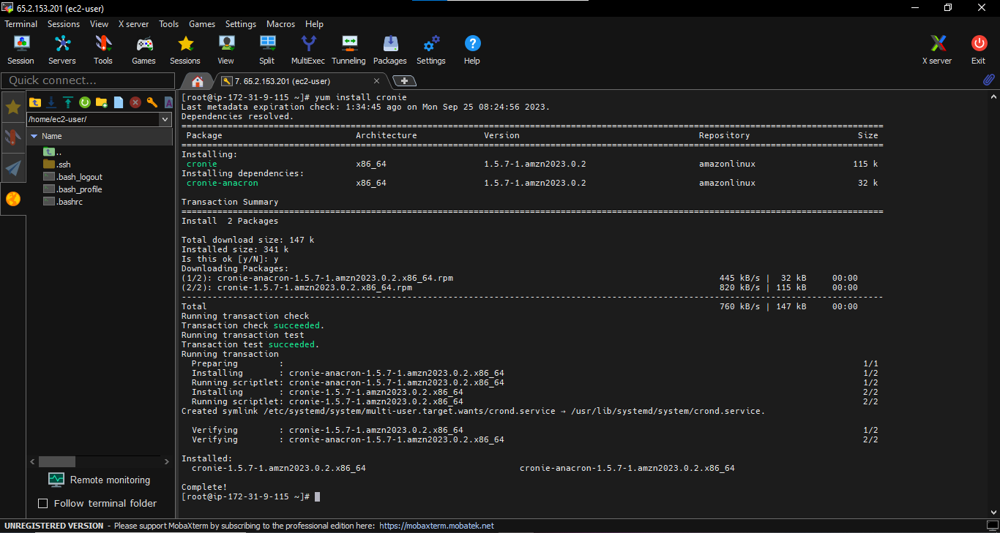 65.2.153.201 (ec2-user)
Terminal Sessions View X server Tools Games Settings Macros Help
Session Servers Tools Games Sessions View Split MultiExec Tunneling Packages Settings Help X server Exit
Quick connect...
7. 65.2.153.201 (ec2-user)
/home/ec2-user/
Name
..
.ssh
.bash_logout
.bash_profile
.bashrc
Remote monitoring
Follow terminal folder
[root@ip-172-31-9-115 ~]# yum install cronie
Last metadata expiration check: 1:34:45 ago on Mon Sep 25 08:24:56 2023.
Dependencies resolved.
================================================================================
Package Architecture Version Repository Size
================================================================================
Installing:
cronie x86_64 1.5.7-1.amzn2023.0.2 amazonlinux 115 k
Installing dependencies:
cronie-anacron x86_64 1.5.7-1.amzn2023.0.2 amazonlinux 32 k
Transaction Summary
================================================================================
Install  2 Packages
Total download size: 147 k
Installed size: 341 k
Is this ok [y/N]: y
Downloading Packages:
(1/2): cronie-anacron-1.5.7-1.amzn2023.0.2.x86_64.rpm 445 kB/s |  32 kB 00:00
(2/2): cronie-1.5.7-1.amzn2023.0.2.x86_64.rpm 820 kB/s | 115 kB 00:00
--------------------------------------------------------------------------------
Total 760 kB/s | 147 kB 00:00
Running transaction check
Transaction check succeeded.
Running transaction test
Transaction test succeeded.
Running transaction
Preparing : 1/1
Installing : cronie-anacron-1.5.7-1.amzn2023.0.2.x86_64 1/2
Running scriptlet: cronie-anacron-1.5.7-1.amzn2023.0.2.x86_64 1/2
Installing : cronie-1.5.7-1.amzn2023.0.2.x86_64 2/2
Running scriptlet: cronie-1.5.7-1.amzn2023.0.2.x86_64 2/2
Created symlink /etc/systemd/system/multi-user.target.wants/crond.service → /usr/lib/systemd/system/crond.service.
Verifying : cronie-1.5.7-1.amzn2023.0.2.x86_64 1/2
Verifying : cronie-anacron-1.5.7-1.amzn2023.0.2.x86_64 2/2
Installed:
cronie-1.5.7-1.amzn2023.0.2.x86_64 cronie-anacron-1.5.7-1.amzn2023.0.2.x86_64
Complete!
[root@ip-172-31-9-115 ~]#
UNREGISTERED VERSION - Please support MobaXterm by subscribing to the professional edition here: https://mobaxterm.mobatek.net